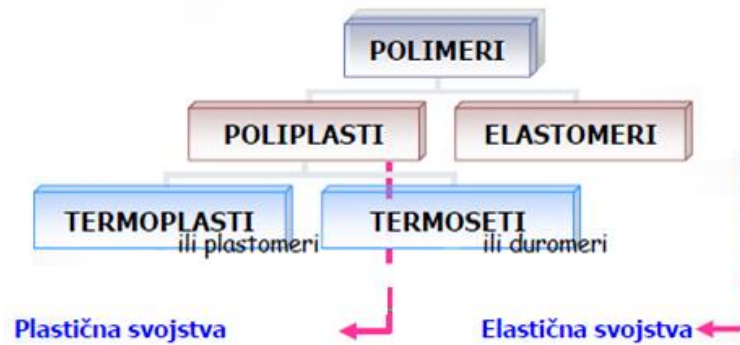 POLIMERI
POLIPLASTI
ELASTOMERI
TERMOPLASTI
ili plastomeri
TERMOSETI
ili duromeri
Plastična svojstva
Elastična svojstva